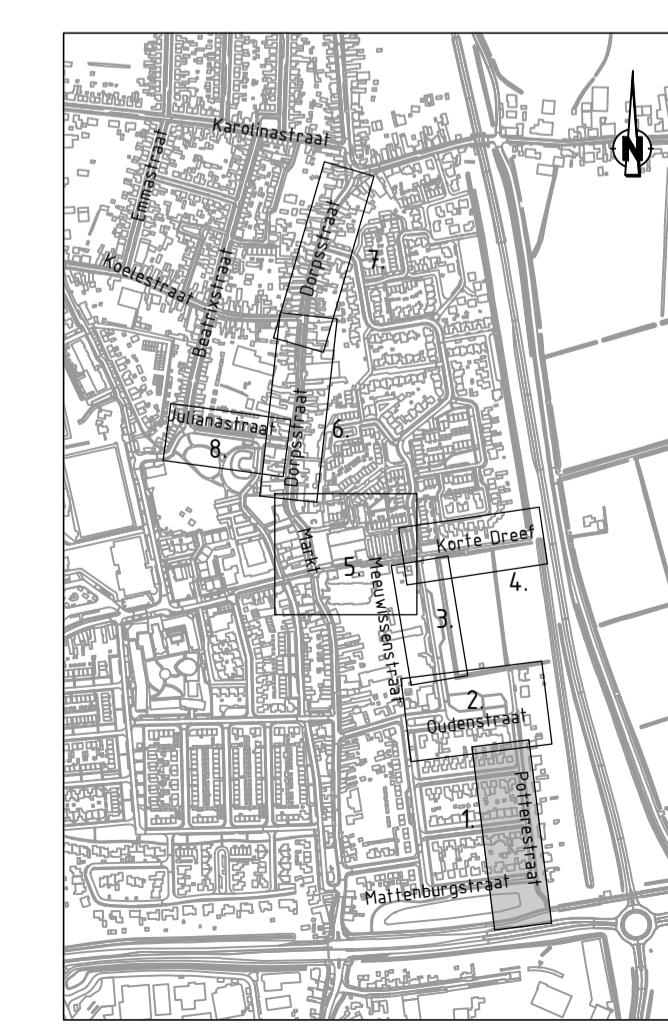 Karolinastraat
N
Emmastraat
Dorpsstraat
7.
Koelestraat
Beatrixstraat
Julianastraat
8.
Dorpsstraat
6.
Markt
5.
Korte Dreef
4.
Meeuwissenstraat
3.
2.
Oudenstraat
1.
Potterestraat
Mattenburgstraat